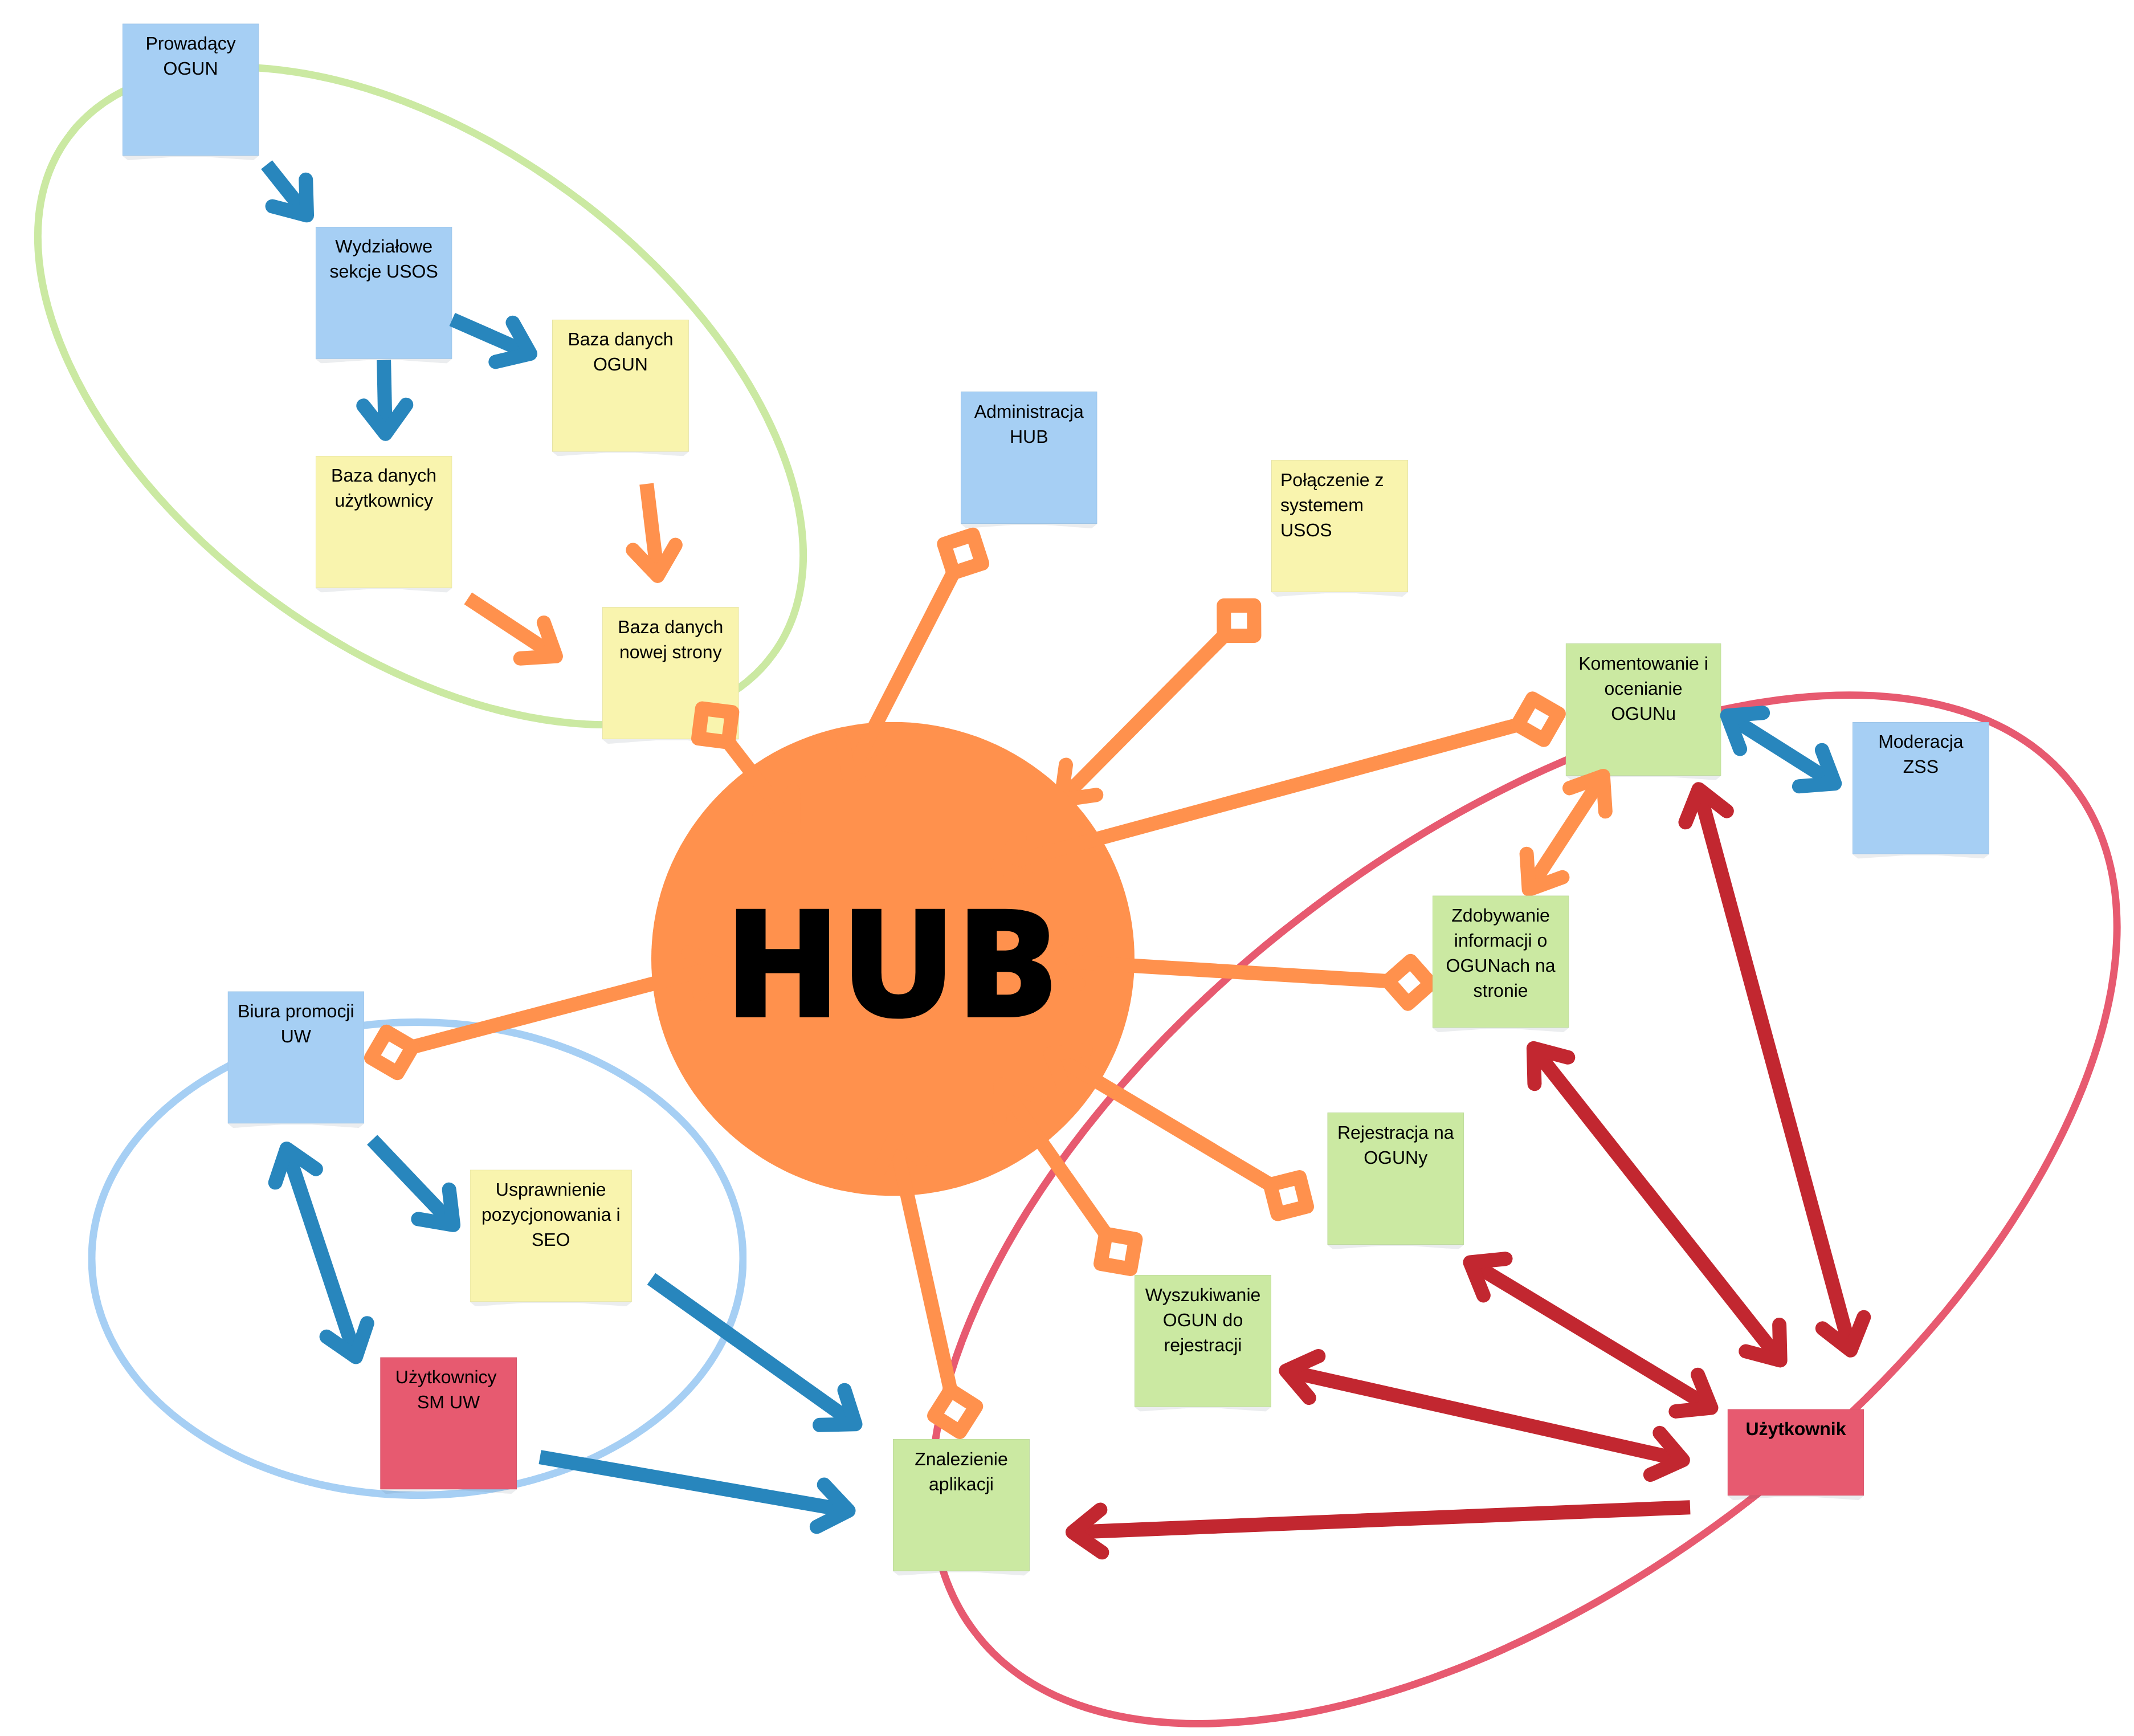 Prowadący
OGUN
Wydziałowe
sekcje USOS
Baza danych
OGUN
Baza danych
użytkownicy
Baza danych
nowej strony
Administracja
HUB
Połączenie z
systemem
USOS
Komentowanie i
ocenianie
OGUNu
Moderacja
ZSS
Zdobywanie
informacji o
OGUNach na
stronie
HUB
Biura promocji
UW
Rejestracja na
OGUNy
Usprawnienie
pozycjonowania i
SEO
Wyszukiwanie
OGUN do
rejestracji
Użytkownicy
SM UW
Użytkownik
Znalezienie
aplikacji